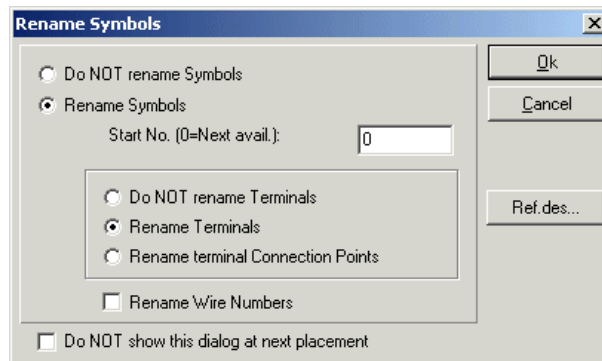 Rename Symbols
Do NOT rename Symbols
Rename Symbols
Start No. (0=Next avail.): 0
Do NOT rename Terminals
Rename Terminals
Rename terminal Connection Points
Rename Wire Numbers
Do NOT show this dialog at next placement
Ok
Cancel
Ref.des...